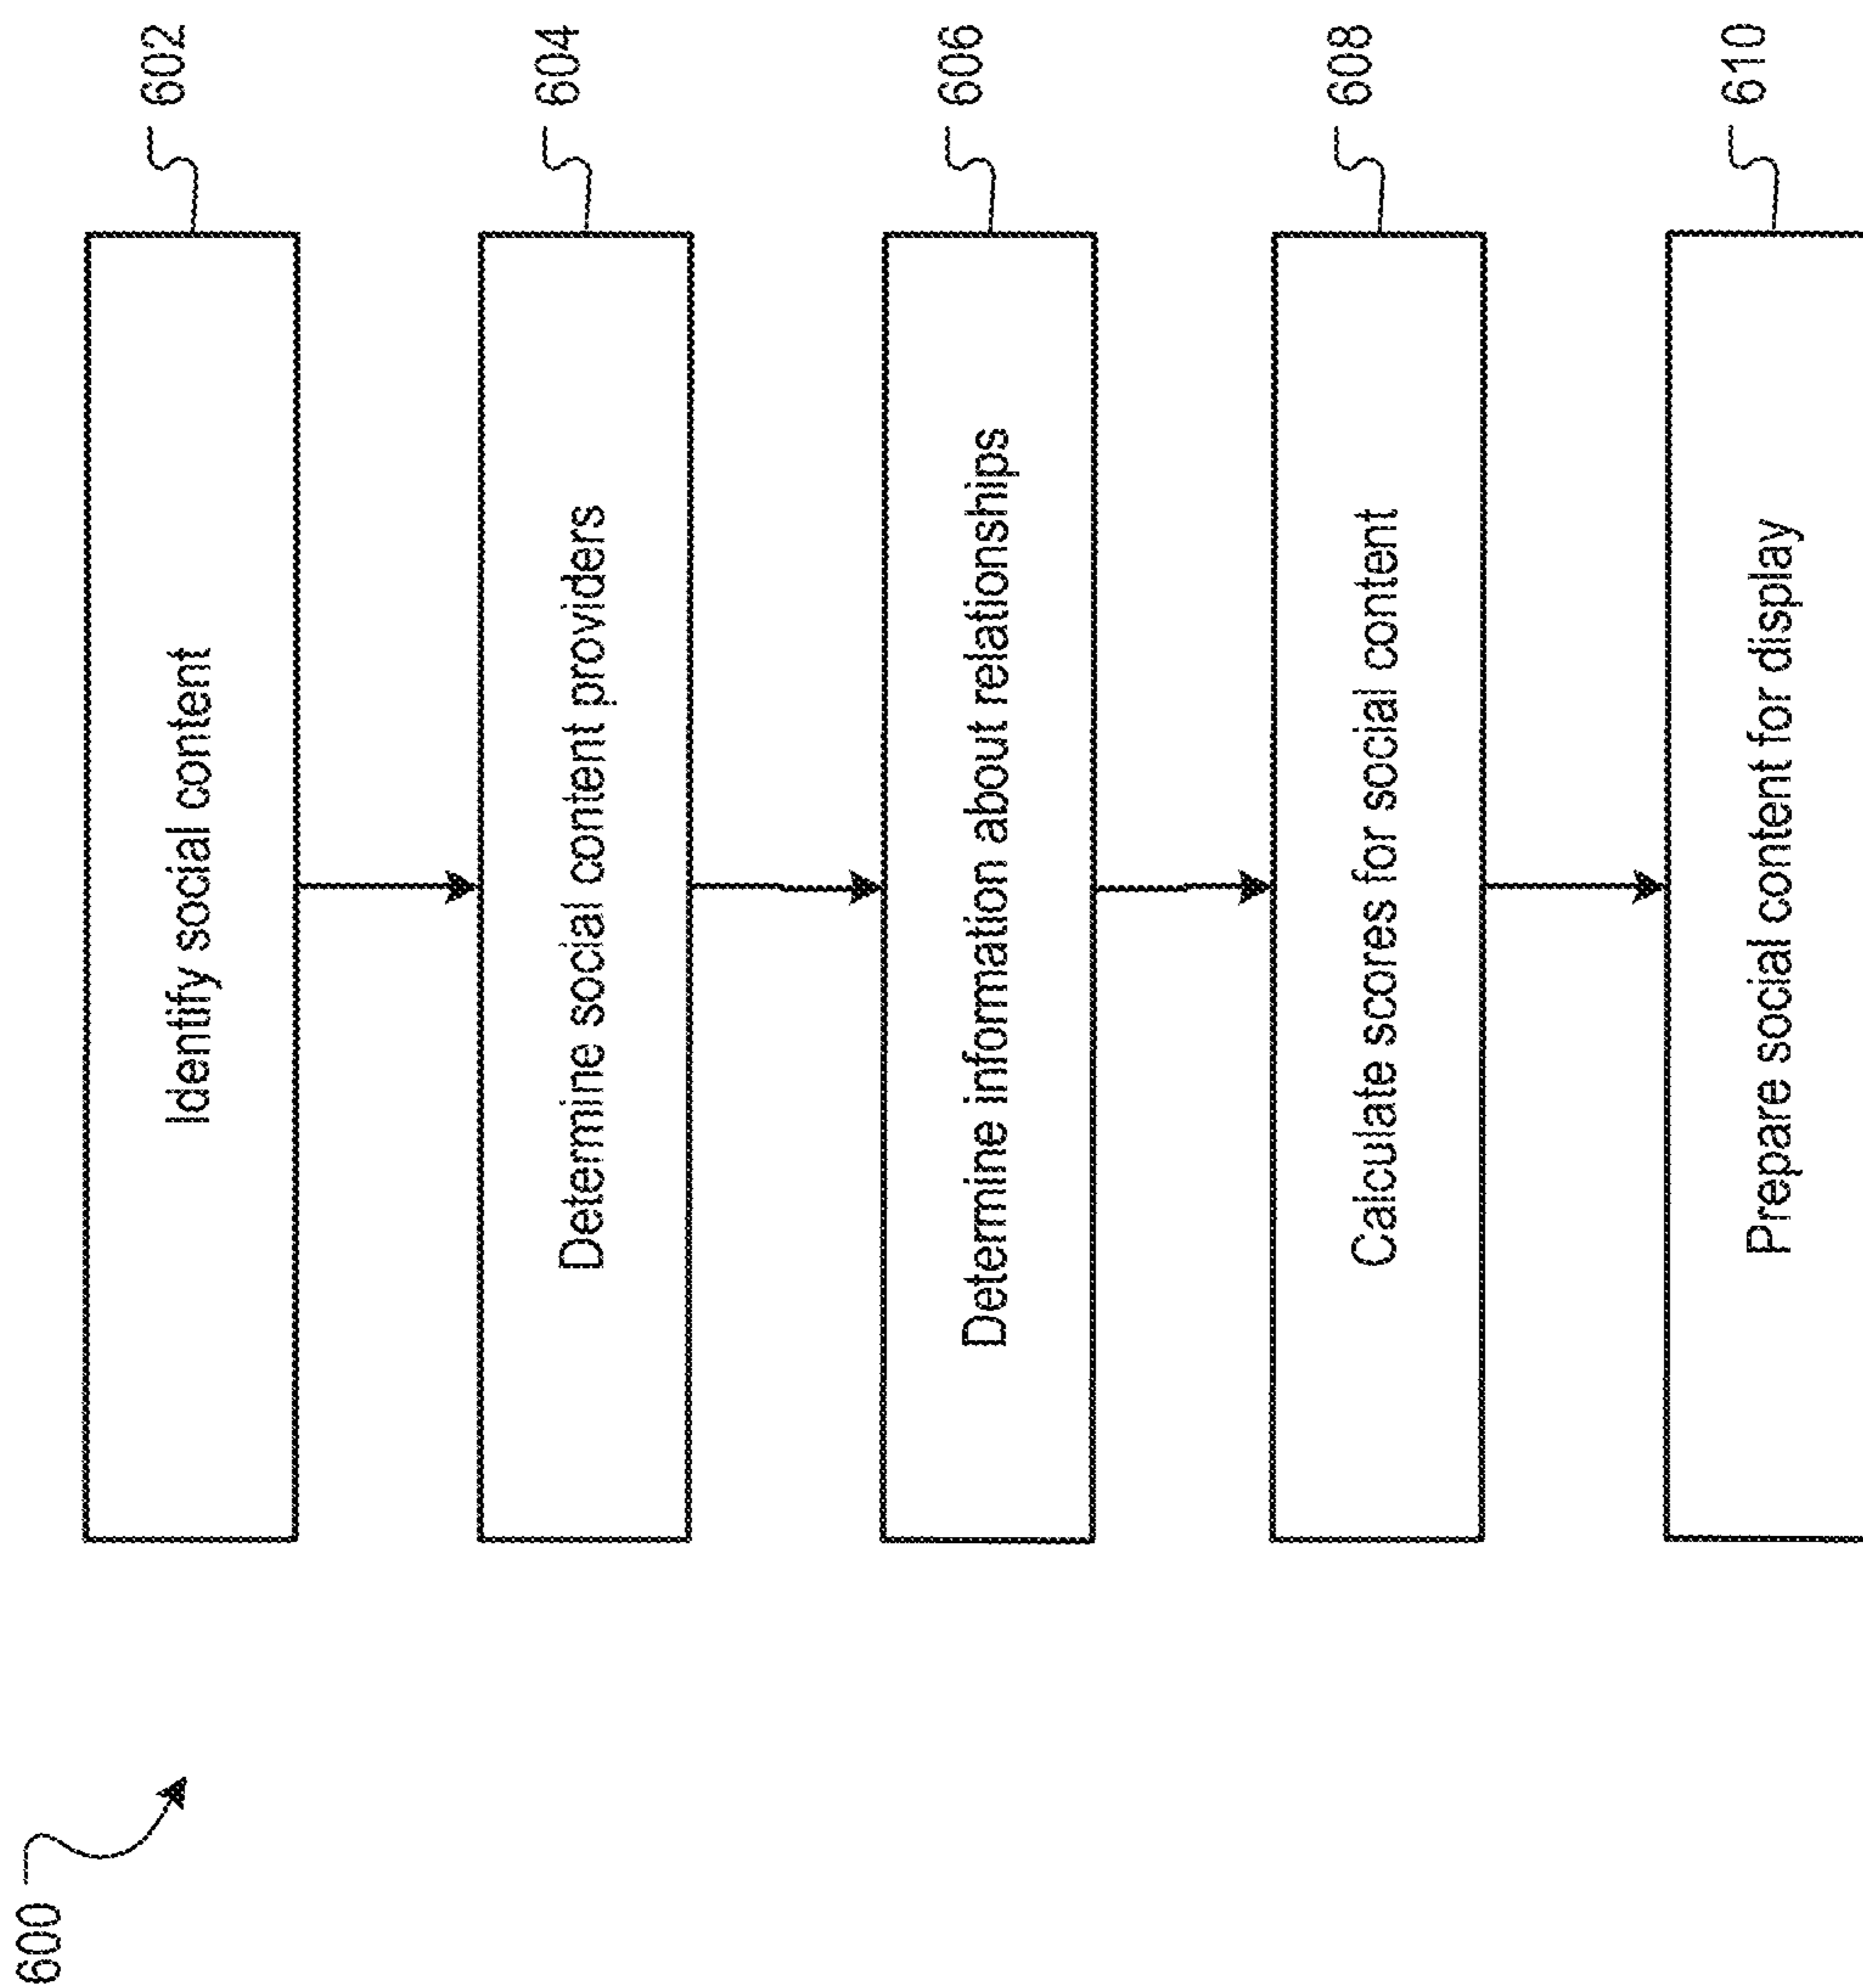 600
Identify social content
602
Determine social content providers
604
Determine information about relationships
606
Calculate scores for social content
608
Prepare social content for display
610